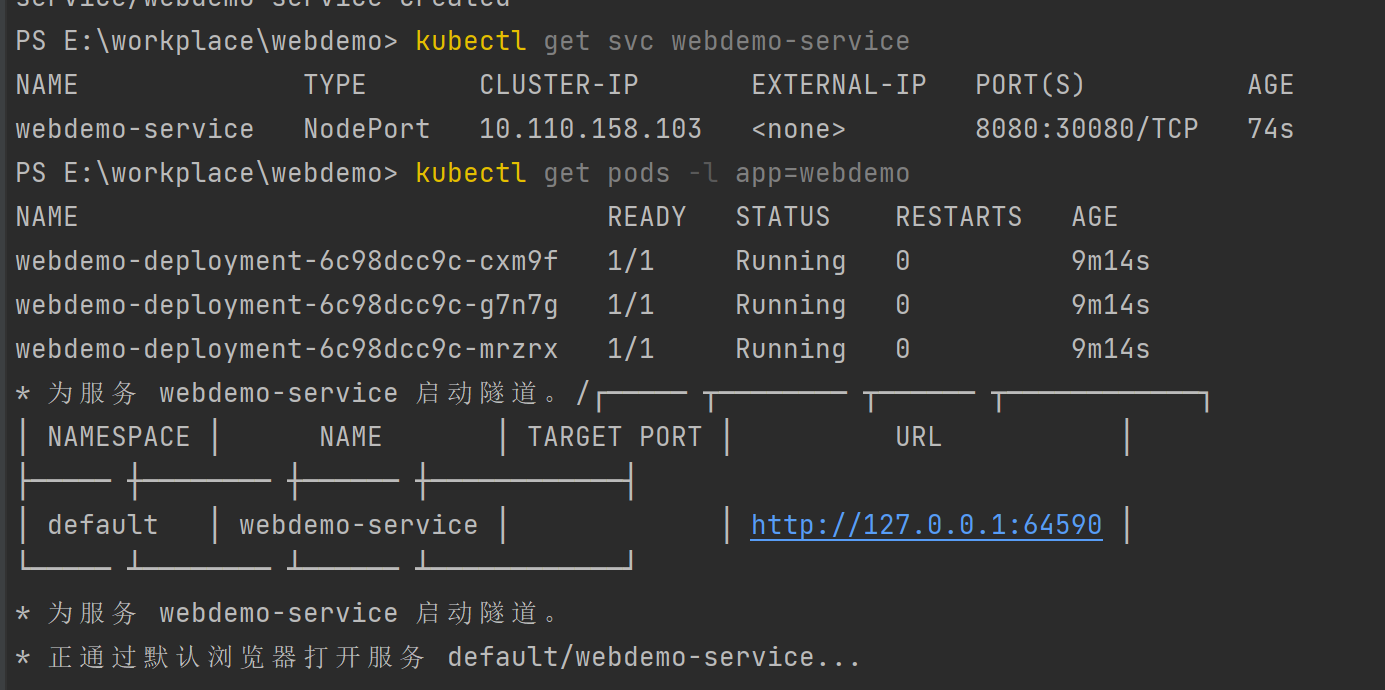 service/webdemo-service created
PS E:\workplace\webdemo> kubectl get svc webdemo-service
NAME TYPE CLUSTER-IP EXTERNAL-IP PORT(S) AGE
webdemo-service NodePort 10.110.158.103 <none> 8080:30080/TCP 74s
PS E:\workplace\webdemo> kubectl get pods -l app=webdemo
NAME READY STATUS RESTARTS AGE
webdemo-deployment-6c98dcc9c-cxm9f 1/1 Running 0 9m14s
webdemo-deployment-6c98dcc9c-g7n7g 1/1 Running 0 9m14s
webdemo-deployment-6c98dcc9c-mrzrx 1/1 Running 0 9m14s
* 为服务 webdemo-service 启动隧道。/
| NAMESPACE | NAME | TARGET PORT | URL |
| default | webdemo-service | | http://127.0.0.1:64590 |
* 为服务 webdemo-service 启动隧道。
* 正通过默认浏览器打开服务 default/webdemo-service...